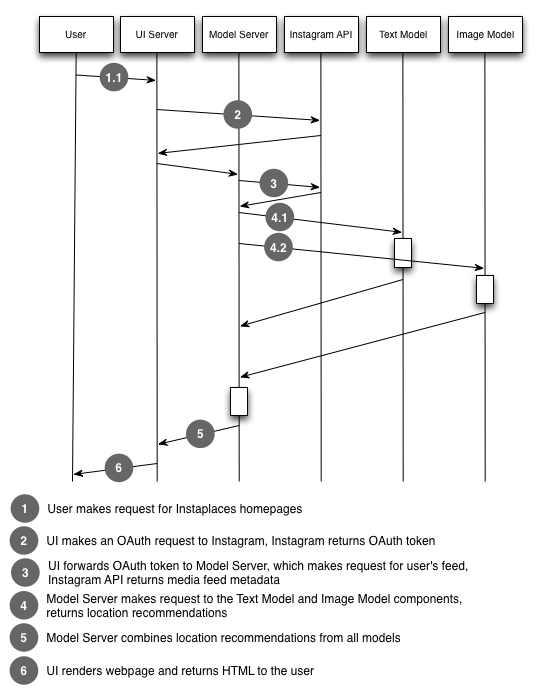 User
UI Server
Model Server
Instagram API
Text Model
Image Model
1.1
2
3
4.1
4.2
5
6
1 User makes request for Instaplaces homepages
2 UI makes an OAuth request to Instagram, Instagram returns OAuth token
3 UI forwards OAuth token to Model Server, which makes request for user's feed,
Instagram API returns media feed metadata
4 Model Server makes request to the Text Model and Image Model components,
returns location recommendations
5 Model Server combines location recommendations from all models
6 UI renders webpage and returns HTML to the user